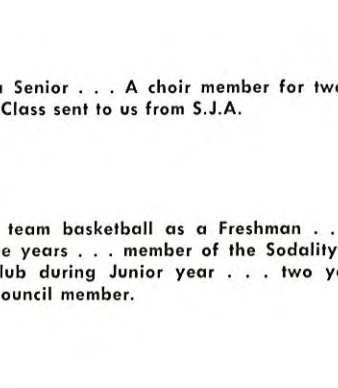 a Senior . . . A choir member for two
Class sent to us from S.J.A.
team basketball as a Freshman . .
e years . . . member of the Sodality
lub during Junior year . . . two ye
ouncil member.